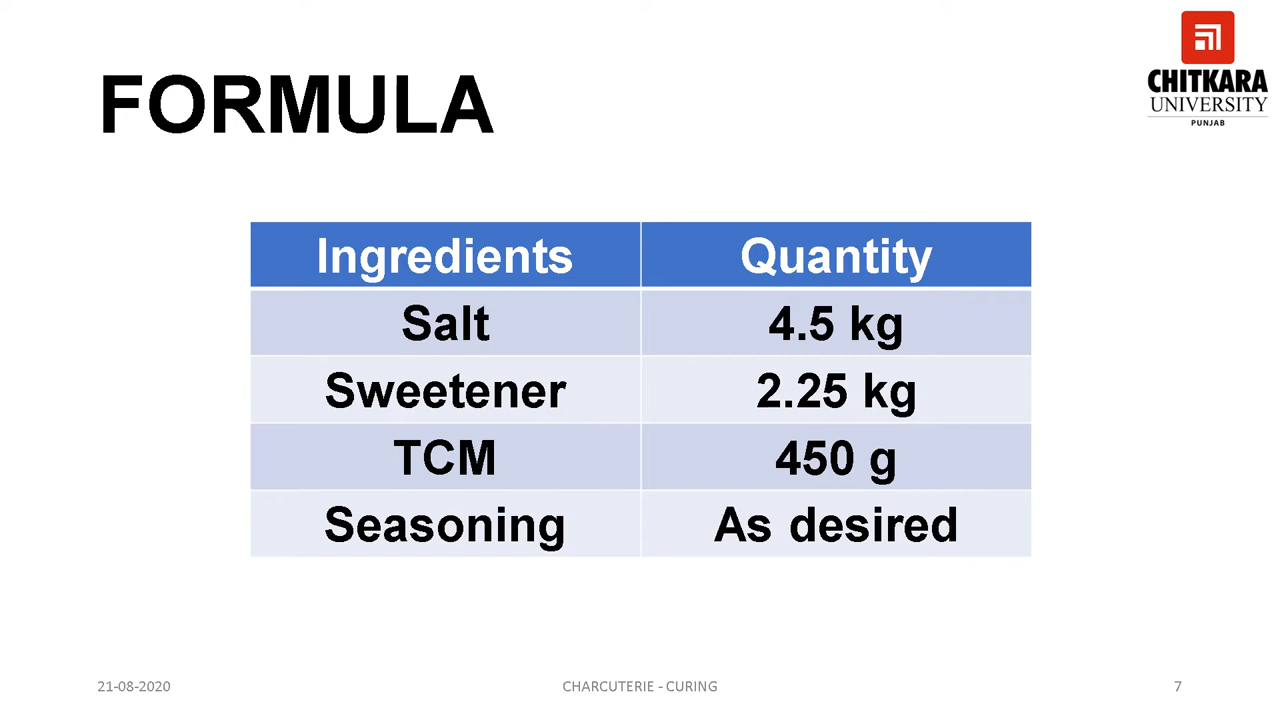 CHITKARA
UNIVERSITY
PUNJAB
FORMULA
Ingredients Quantity
Salt 4.5 kg
Sweetener 2.25 kg
TCM 450 g
Seasoning As desired
21-08-2020 CHARCUTERIE - CURING 7